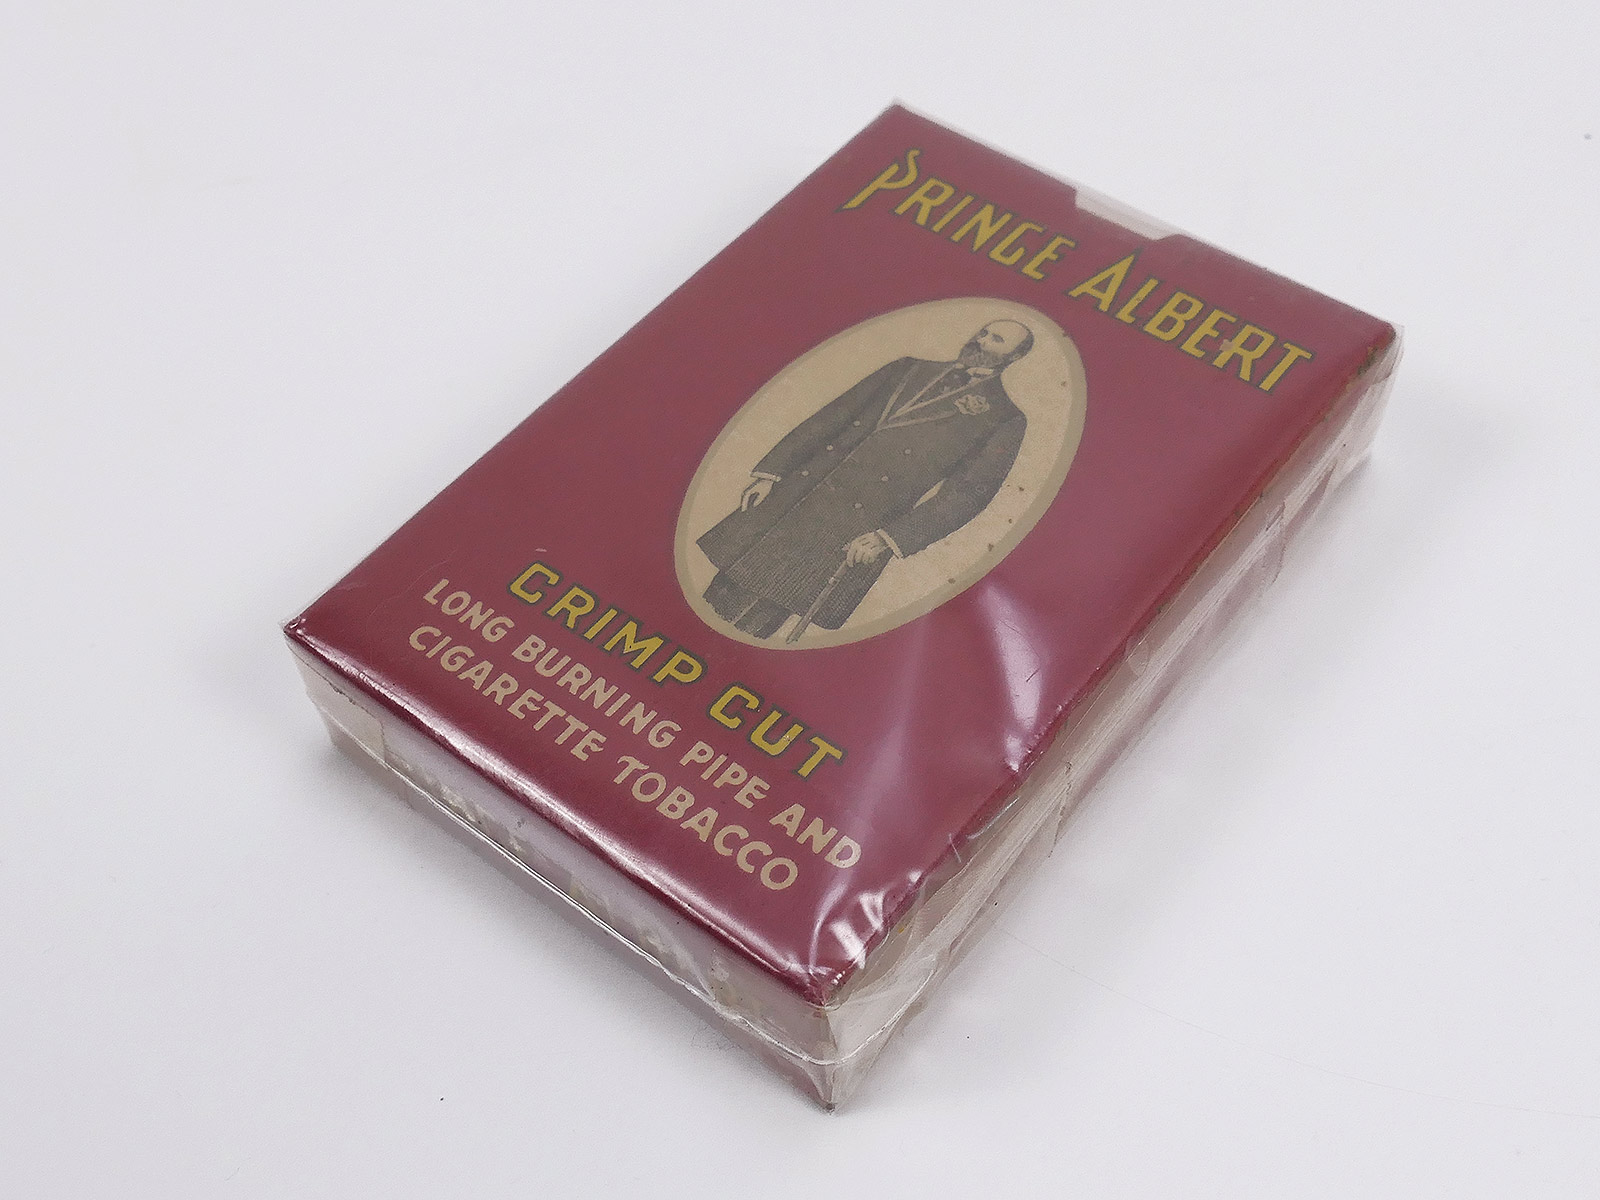 PRINCE ALBERT
CRIMP CUT
LONG BURNING PIPE AND
CIGARETTE TOBACCO